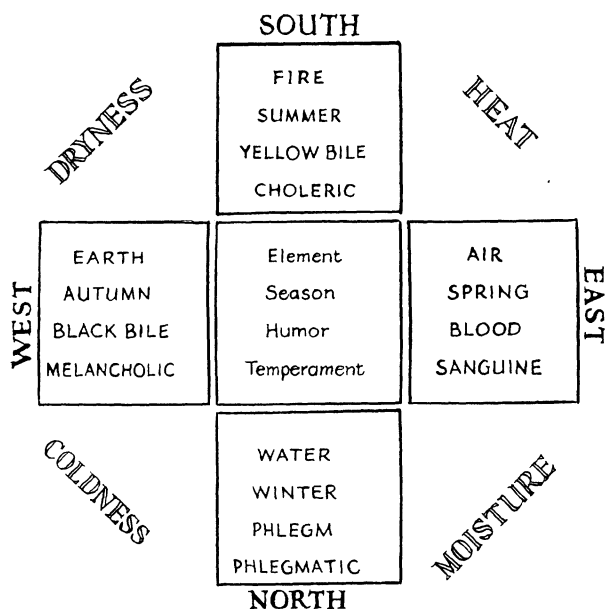 SOUTH
FIRE
SUMMER
YELLOW BILE
CHOLERIC
DRYNESS
HEAT
WEST
EARTH
AUTUMN
BLACK BILE
MELANCHOLIC
Element
Season
Humor
Temperament
AIR
SPRING
BLOOD
SANGUINE
EAST
COLDNESS
WATER
WINTER
PHLEGM
PHLEGMATIC
MOISTURE
NORTH